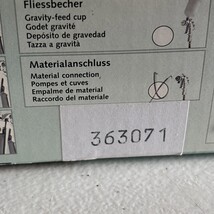 Fliessbecher
Gravity-feed cup
Godet gravité
Depósito de gravedad
Tazza a gravità
Materialanschluss
Material connection,
Pompes et cuves
Empalme de material
Raccordo del materiale
363071